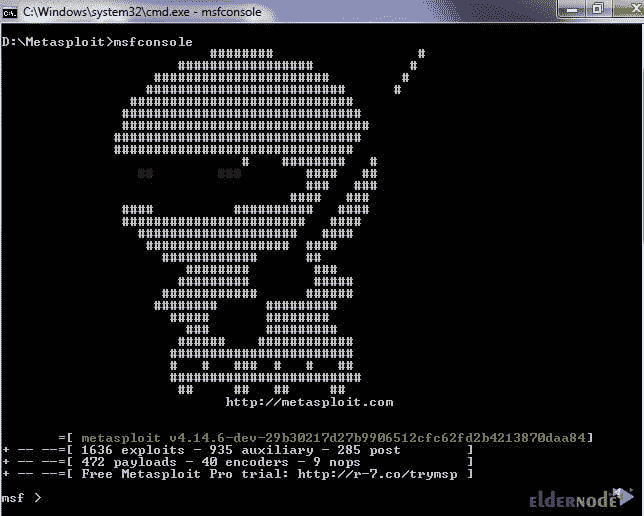 C:\Windows\system32\cmd.exe - msfconsole
D:\Metasploit>msfconsole
http://metasploit.com
=[ metasploit v4.14.6-dev-29b30217d27b9906512cfc62fd2b4213870daa84]
+ -- --=[ 1636 exploits - 935 auxiliary - 285 post ]
+ -- --=[ 472 payloads - 40 encoders - 9 nops ]
+ -- --=[ Free Metasploit Pro trial: http://r-7.co/trymsp ]
msf >
ELDERNODE